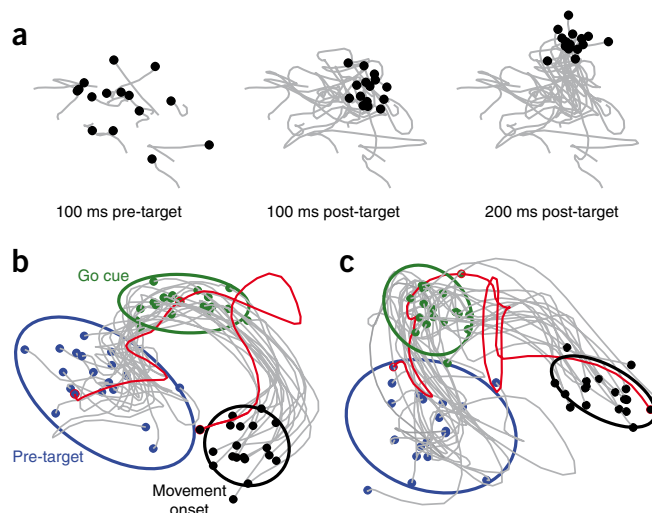 a
100 ms pre-target
100 ms post-target
200 ms post-target
b
Go cue
Pre-target
Movement
onset
c